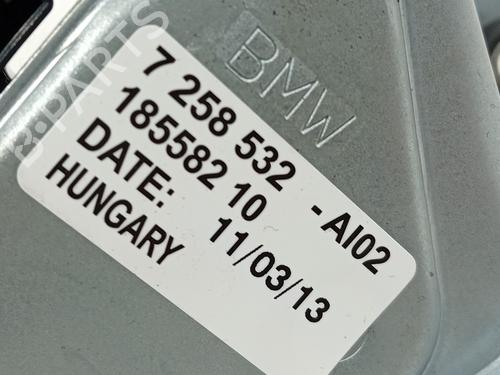 BMW
7 258 532 -AI02
185582 10
DATE: 11/03/13
HUNGARY
B-PARTS